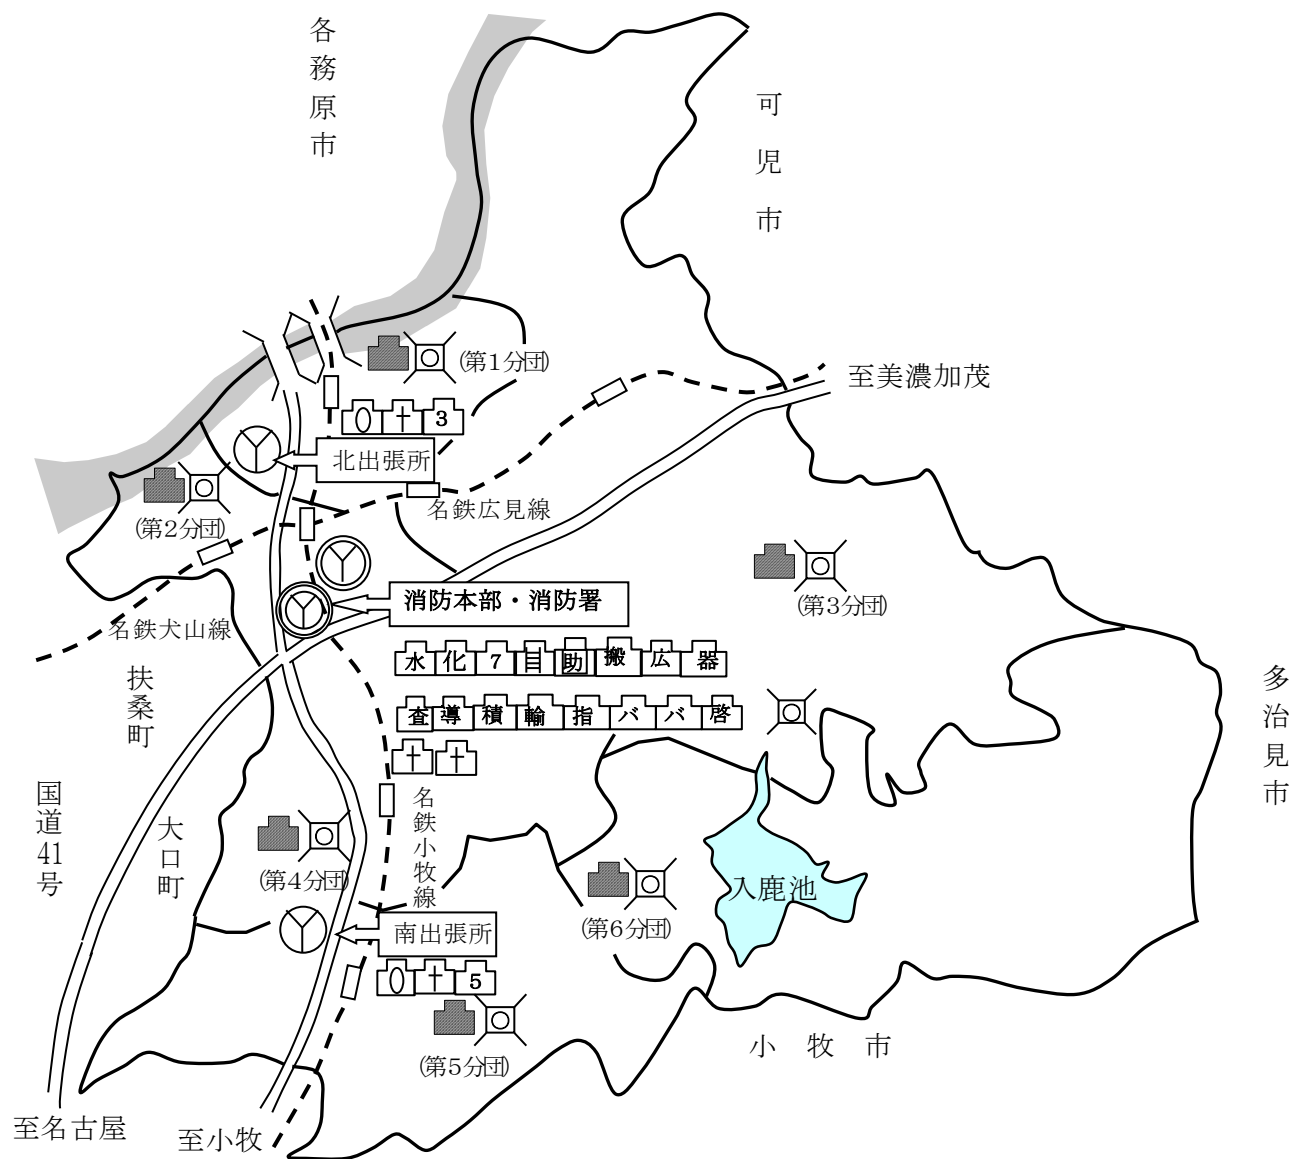 各務原市
可児市
(第1分団)
至美濃加茂
3
北出張所
名鉄広見線
(第2分団)
消防本部・消防署
(第3分団)
名鉄犬山線
水 化 7 目 助 搬 広 器
扶桑町
多治見市
査 導 積 輸 指 バ バ 啓
国道41号
大口町
名鉄小牧線
(第4分団)
入鹿池
(第6分団)
南出張所
5
(第5分団)
小牧市
至名古屋
至小牧